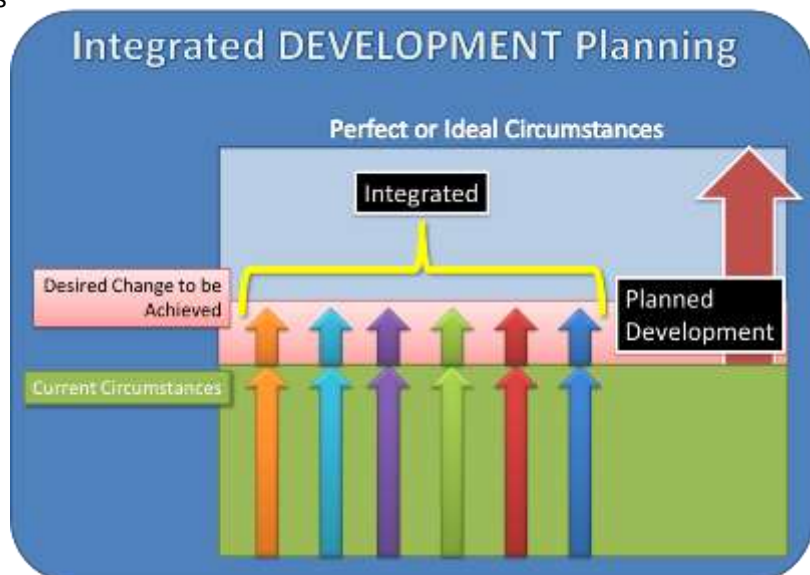 Integrated DEVELOPMENT Planning
Perfect or Ideal Circumstances
Integrated
Desired Change to be
Achieved
Planned
Development
Current Circumstances